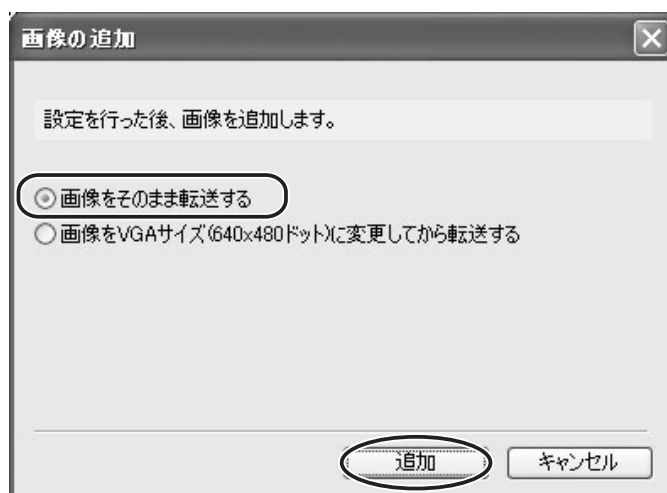 画像の追加
設定を行った後、画像を追加します。
画像をそのまま転送する
画像をVGAサイズ(640x480ドット)に変更してから転送する
追加
キャンセル